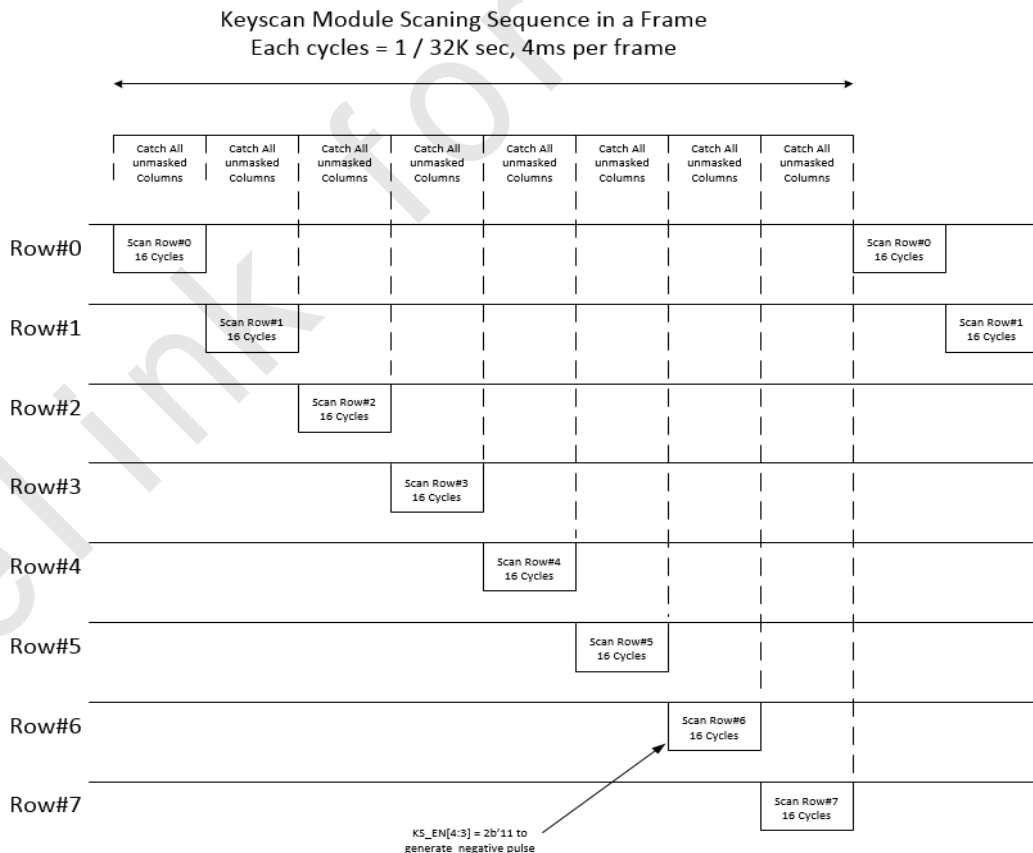 Keyscan Module Scaning Sequence in a Frame
Each cycles = 1 / 32K sec, 4ms per frame
Catch All
unmasked
Columns
Catch All
unmasked
Columns
Catch All
unmasked
Columns
Catch All
unmasked
Columns
Catch All
unmasked
Columns
Catch All
unmasked
Columns
Catch All
unmasked
Columns
Catch All
unmasked
Columns
Row#0
Scan Row#0
16 Cycles
Scan Row#0
16 Cycles
Row#1
Scan Row#1
16 Cycles
Scan Row#1
16 Cycles
Row#2
Scan Row#2
16 Cycles
Row#3
Scan Row#3
16 Cycles
Row#4
Scan Row#4
16 Cycles
Row#5
Scan Row#5
16 Cycles
Row#6
Scan Row#6
16 Cycles
Row#7
Scan Row#7
16 Cycles
KS_EN[4:3] = 2b'11 to
generate negative pulse
elink for